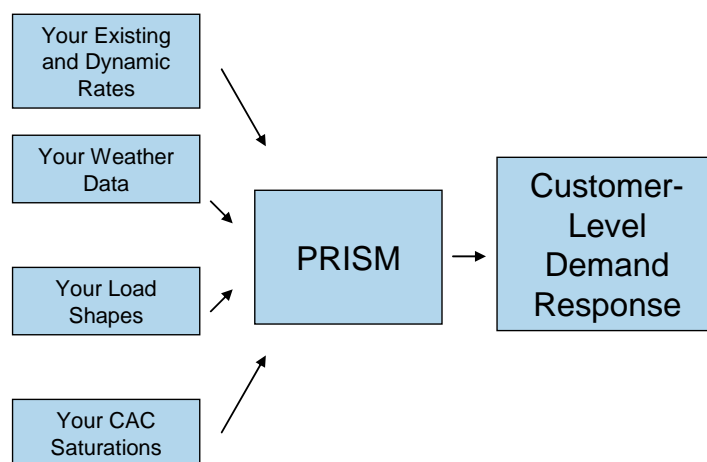 Your Existing
and Dynamic
Rates
Your Weather
Data
Your Load
Shapes
Your CAC
Saturations
PRISM
Customer-
Level
Demand
Response